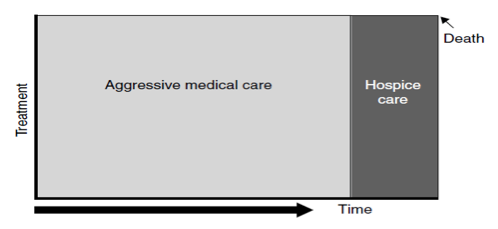 Death
Treatment
Aggressive medical care
Hospice
care
Time